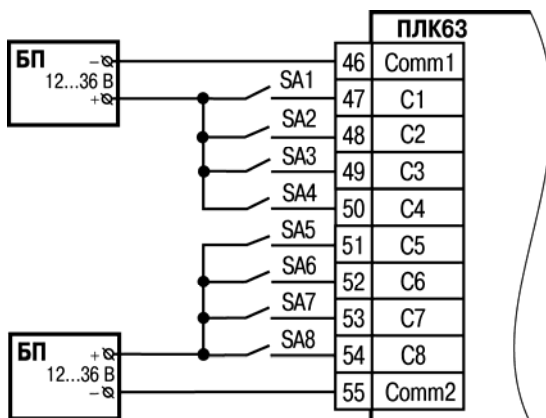 ПЛК63
БП
12...36 В
–
+
46 Comm1
SA1 47 C1
SA2 48 C2
SA3 49 C3
SA4 50 C4
SA5 51 C5
SA6 52 C6
SA7 53 C7
SA8 54 C8
55 Comm2
БП
12...36 В
+
–